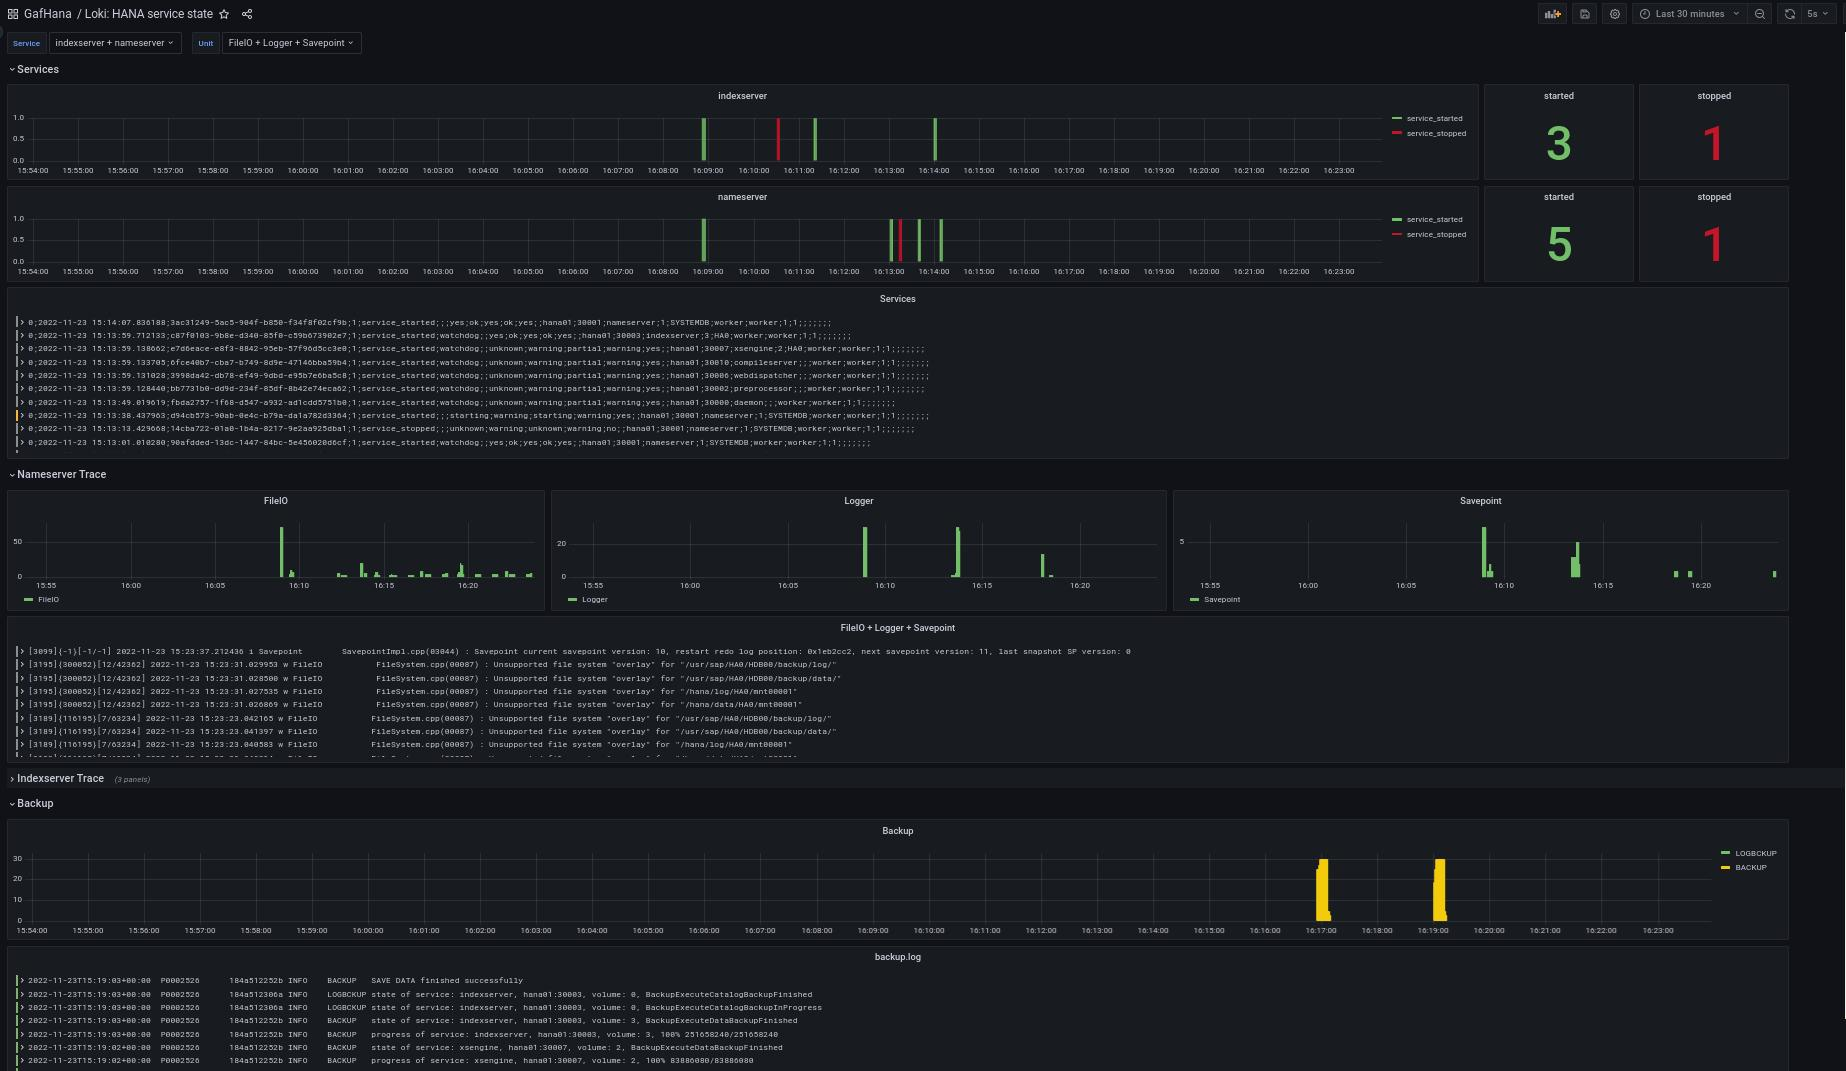 GafHana / Loki: HANA service state
Last 30 minutes
5s
Service indexserver + nameserver Unit FileIO + Logger + Savepoint
Services
indexserver
1.0
0.5
0.0
15:54:00 15:55:00 15:56:00 15:57:00 15:58:00 15:59:00 16:00:00 16:01:00 16:02:00 16:03:00 16:04:00 16:05:00 16:06:00 16:07:00 16:08:00 16:09:00 16:10:00 16:11:00 16:12:00 16:13:00 16:14:00 16:15:00 16:16:00 16:17:00 16:18:00 16:19:00 16:20:00 16:21:00 16:22:00 16:23:00
service_started
service_stopped
started
3
stopped
1
nameserver
1.0
0.5
0.0
15:54:00 15:55:00 15:56:00 15:57:00 15:58:00 15:59:00 16:00:00 16:01:00 16:02:00 16:03:00 16:04:00 16:05:00 16:06:00 16:07:00 16:08:00 16:09:00 16:10:00 16:11:00 16:12:00 16:13:00 16:14:00 16:15:00 16:16:00 16:17:00 16:18:00 16:19:00 16:20:00 16:21:00 16:22:00 16:23:00
service_started
service_stopped
started
5
stopped
1
Services
0;2022-11-23 15:14:07.836188;3ac31249-5ac5-904f-b850-f34f8f02cf9b;1;service_started;;;yes;ok;yes;ok;yes;;hana01;30001;nameserver;1;SYSTEMDB;worker;worker;1;1;;;;;;;
0;2022-11-23 15:13:59.712133;c87f0103-9b8e-d340-85f0-c59b673902e7;1;service_started;watchdog;;yes;ok;yes;ok;yes;;hana01;30003;indexserver;3;HA0;worker;worker;1;1;;;;;;;
0;2022-11-23 15:13:59.138662;e7d6eace-e8f3-8842-95eb-57f96d5cc3e0;1;service_started;watchdog;;unknown;warning;partial;warning;yes;;hana01;30007;xsengine;2;HA0;worker;worker;1;1;;;;;;;
0;2022-11-23 15:13:59.133705;6fce40b7-cba7-b749-8d9e-47146bba59b4;1;service_started;watchdog;;unknown;warning;partial;warning;yes;;hana01;30010;compileserver;;;worker;worker;1;1;;;;;;;
0;2022-11-23 15:13:59.131028;3998da42-db78-ef49-9dbd-e95b7e6ba5c8;1;service_started;watchdog;;unknown;warning;partial;warning;yes;;hana01;30006;webdispatcher;;;worker;worker;1;1;;;;;;;
0;2022-11-23 15:13:59.128440;bb7731b0-dd9d-234f-85df-8b42e74eca62;1;service_started;watchdog;;unknown;warning;partial;warning;yes;;hana01;30002;preprocessor;;;worker;worker;1;1;;;;;;;
0;2022-11-23 15:13:49.019619;fbda2757-1f68-d547-a932-ad1cdd5751b0;1;service_started;watchdog;;unknown;warning;partial;warning;yes;;hana01;30000;daemon;;;worker;worker;1;1;;;;;;;
0;2022-11-23 15:13:38.437963;d94cb573-90ab-0e4c-b79a-da1a782d3364;1;service_started;;;starting;warning;starting;warning;yes;;hana01;30001;nameserver;1;SYSTEMDB;worker;worker;1;1;;;;;;;
0;2022-11-23 15:13:13.429668;14cba722-01a0-1b4a-8217-9e2aa925dba1;1;service_stopped;;;unknown;warning;unknown;warning;no;;hana01;30001;nameserver;1;SYSTEMDB;worker;worker;1;1;;;;;;;
0;2022-11-23 15:13:01.010280;90afdded-13dc-1447-84bc-5e456020d6cf;1;service_started;watchdog;;yes;ok;yes;ok;yes;;hana01;30001;nameserver;1;SYSTEMDB;worker;worker;1;1;;;;;;;
Nameserver Trace
FileIO
50
0
15:55 16:00 16:05 16:10 16:15 16:20
FileIO
Logger
20
0
15:55 16:00 16:05 16:10 16:15 16:20
Logger
Savepoint
5
15:55 16:00 16:05 16:10 16:15 16:20
Savepoint
FileIO + Logger + Savepoint
[3099]{-1}[-1/-1] 2022-11-23 15:23:37.212436 i Savepoint SavepointImpl.cpp(03044) : Savepoint current savepoint version: 10, restart redo log position: 0x1eb2cc2, next savepoint version: 11, last snapshot SP version: 0
[3195]{300052}[12/42362] 2022-11-23 15:23:31.029953 w FileIO FileSystem.cpp(00087) : Unsupported file system "overlay" for "/usr/sap/HA0/HDB00/backup/log/"
[3195]{300052}[12/42362] 2022-11-23 15:23:31.028500 w FileIO FileSystem.cpp(00087) : Unsupported file system "overlay" for "/usr/sap/HA0/HDB00/backup/data/"
[3195]{300052}[12/42362] 2022-11-23 15:23:31.027535 w FileIO FileSystem.cpp(00087) : Unsupported file system "overlay" for "/hana/log/HA0/mnt00001"
[3195]{300052}[12/42362] 2022-11-23 15:23:31.026869 w FileIO FileSystem.cpp(00087) : Unsupported file system "overlay" for "/hana/data/HA0/mnt00001"
[3189]{116195}[7/63234] 2022-11-23 15:23:23.042165 w FileIO FileSystem.cpp(00087) : Unsupported file system "overlay" for "/usr/sap/HA0/HDB00/backup/log/"
[3189]{116195}[7/63234] 2022-11-23 15:23:23.041397 w FileIO FileSystem.cpp(00087) : Unsupported file system "overlay" for "/usr/sap/HA0/HDB00/backup/data/"
[3189]{116195}[7/63234] 2022-11-23 15:23:23.040583 w FileIO FileSystem.cpp(00087) : Unsupported file system "overlay" for "/hana/log/HA0/mnt00001"
Indexserver Trace (3 panels)
Backup
Backup
30
20
10
0
15:54:00 15:55:00 15:56:00 15:57:00 15:58:00 15:59:00 16:00:00 16:01:00 16:02:00 16:03:00 16:04:00 16:05:00 16:06:00 16:07:00 16:08:00 16:09:00 16:10:00 16:11:00 16:12:00 16:13:00 16:14:00 16:15:00 16:16:00 16:17:00 16:18:00 16:19:00 16:20:00 16:21:00 16:22:00 16:23:00
LOGBCKUP
BACKUP
backup.log
2022-11-23T15:19:03+00:00 P0002526 184a512252b INFO BACKUP SAVE DATA finished successfully
2022-11-23T15:19:03+00:00 P0002526 184a512306a INFO LOGBCKUP state of service: indexserver, hana01:30003, volume: 0, BackupExecuteCatalogBackupFinished
2022-11-23T15:19:03+00:00 P0002526 184a512306a INFO LOGBCKUP state of service: indexserver, hana01:30003, volume: 0, BackupExecuteCatalogBackupInProgress
2022-11-23T15:19:03+00:00 P0002526 184a512252b INFO BACKUP state of service: indexserver, hana01:30003, volume: 3, BackupExecuteDataBackupFinished
2022-11-23T15:19:03+00:00 P0002526 184a512252b INFO BACKUP progress of service: indexserver, hana01:30003, volume: 3, 100% 251658240/251658240
2022-11-23T15:19:02+00:00 P0002526 184a512252b INFO BACKUP state of service: xsengine, hana01:30007, volume: 2, BackupExecuteDataBackupFinished
2022-11-23T15:19:02+00:00 P0002526 184a512252b INFO BACKUP progress of service: xsengine, hana01:30007, volume: 2, 100% 83886080/83886080